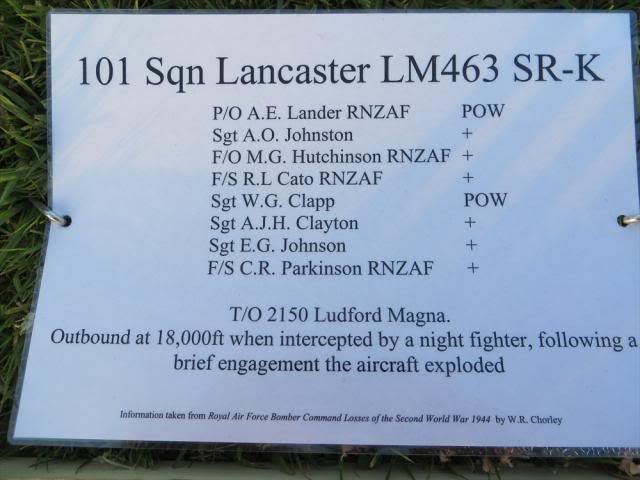 101 Sqn Lancaster LM463 SR-K
P/O A.E. Lander RNZAF POW
Sgt A.O. Johnston +
F/O M.G. Hutchinson RNZAF +
F/S R.L Cato RNZAF +
Sgt W.G. Clapp POW
Sgt A.J.H. Clayton +
Sgt E.G. Johnson +
F/S C.R. Parkinson RNZAF +
T/O 2150 Ludford Magna.
Outbound at 18,000ft when intercepted by a night fighter, following a
brief engagement the aircraft exploded
Information taken from Royal Air Force Bomber Command Losses of the Second World War 1944 by W.R. Chorley